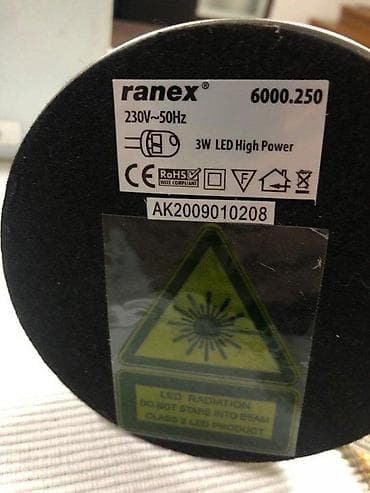 ranex® 6000.250
230V~50Hz
3W LED High Power
CE RoHS WEEE COMPLIANT F
AK2009010208
LED RADIATION
DO NOT STARE INTO BEAM
CLASS 2 LED PRODUCT